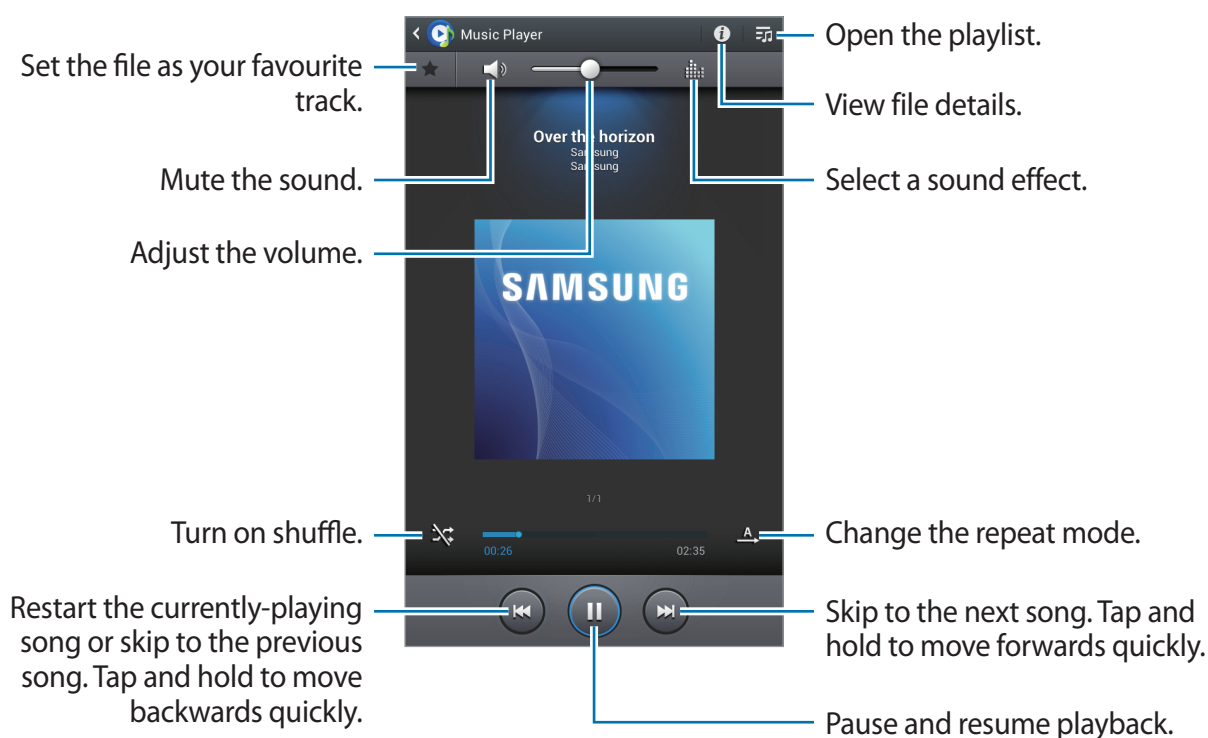 Music Player
Open the playlist.
Set the file as your favourite
track.
View file details.
Over the horizon
Samsung
Samsung
Mute the sound.
Select a sound effect.
Adjust the volume.
SAMSUNG
1/1
Turn on shuffle.
A
Change the repeat mode.
00:26
02:35
Restart the currently-playing
song or skip to the previous
song. Tap and hold to move
backwards quickly.
Skip to the next song. Tap and
hold to move forwards quickly.
Pause and resume playback.